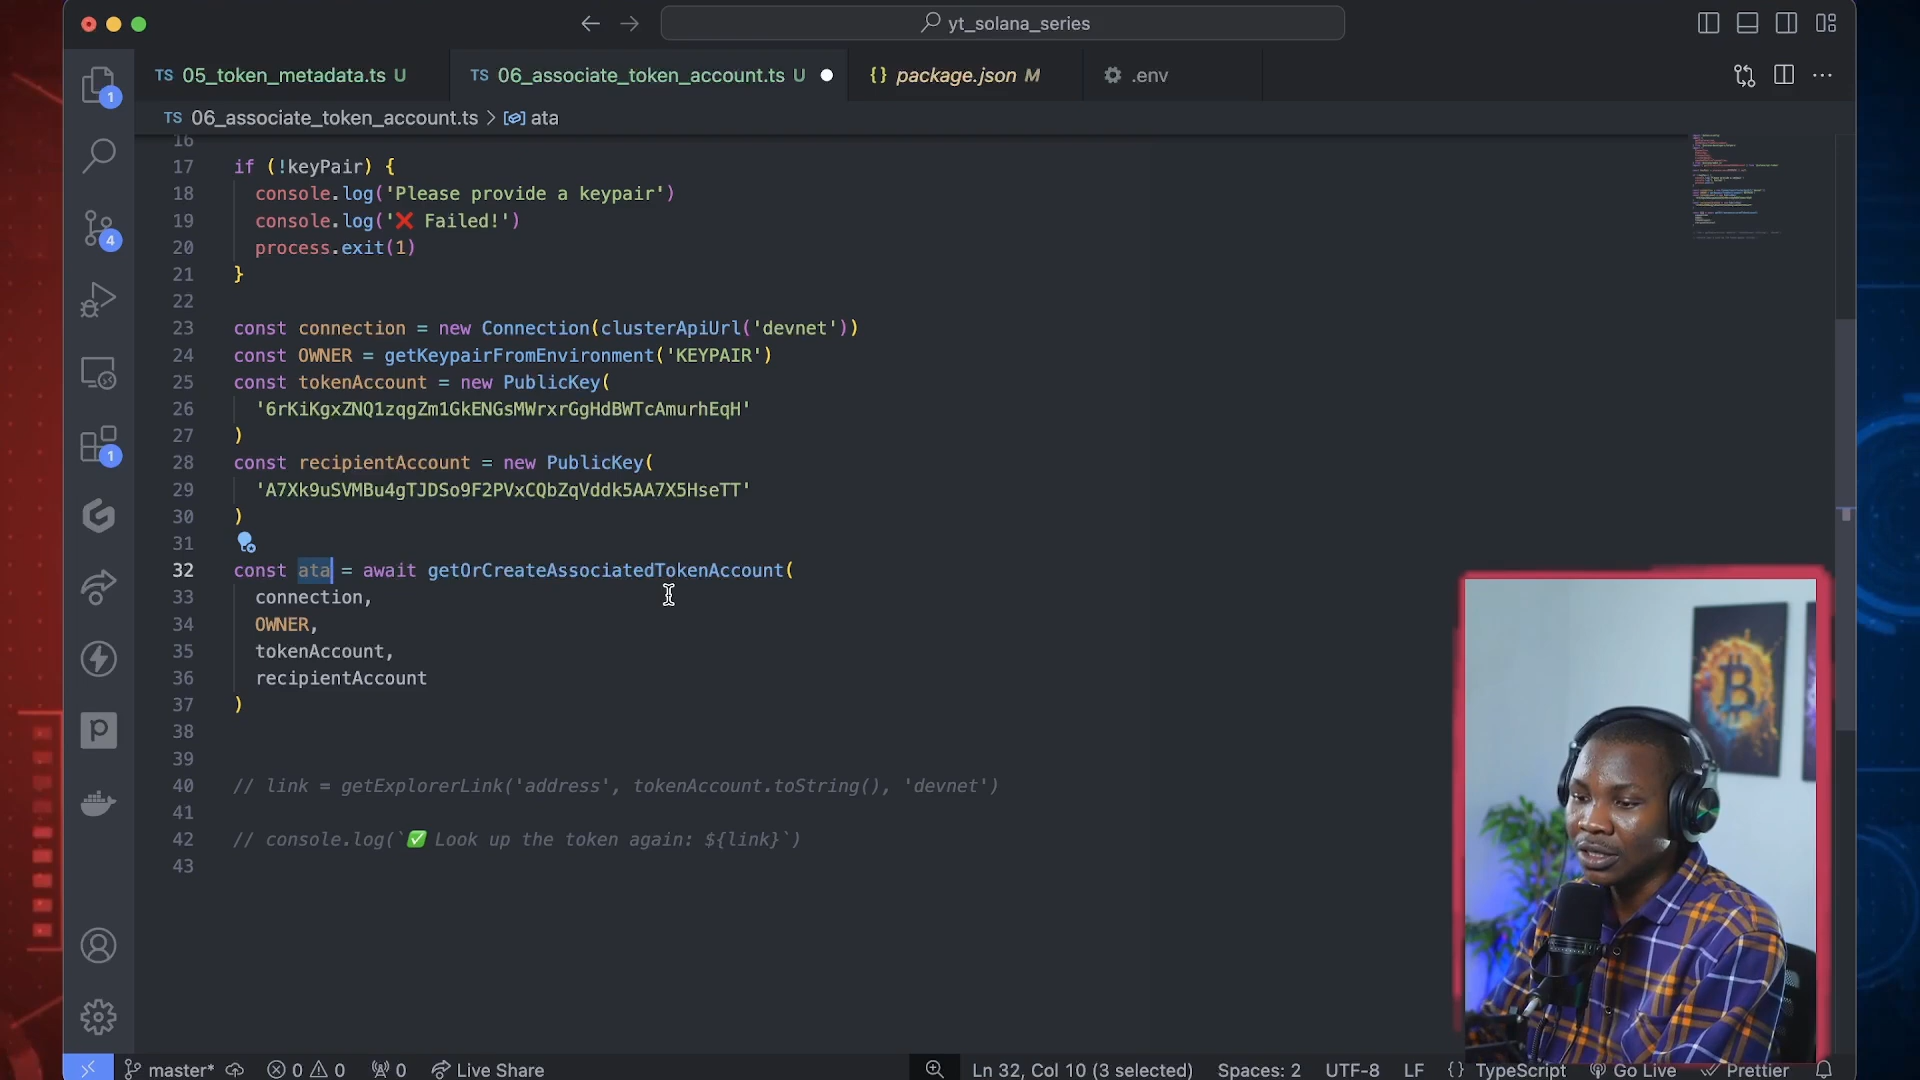 yt_solana_series
TS 05_token_metadata.ts U
TS 06_associate_token_account.ts U
{} package.json M
.env
TS 06_associate_token_account.ts > ata
16
17 if (!keyPair) {
18 console.log('Please provide a keypair')
19 console.log('❌ Failed!')
20 process.exit(1)
21 }
22
23 const connection = new Connection(clusterApiUrl('devnet'))
24 const OWNER = getKeypairFromEnvironment('KEYPAIR')
25 const tokenAccount = new PublicKey(
26 '6rKiKgxZNQ1zqgZm1GkENGsMWrxrGgHdBWTcAmurhEqH'
27 )
28 const recipientAccount = new PublicKey(
29 'A7Xk9uSVMBu4gTJDSo9F2PVxCQbZqVddk5AA7X5HseTT'
30 )
31
32 const ata = await getOrCreateAssociatedTokenAccount(
33 connection,
34 OWNER,
35 tokenAccount,
36 recipientAccount
37 )
38
39
40 // link = getExplorerLink('address', tokenAccount.toString(), 'devnet')
41
42 // console.log(`✅ Look up the token again: ${link}`)
43
1
4
1
master* 0 0 0 Live Share Ln 32, Col 10 (3 selected) Spaces: 2 UTF-8 LF {} TypeScript Go Live Prettier